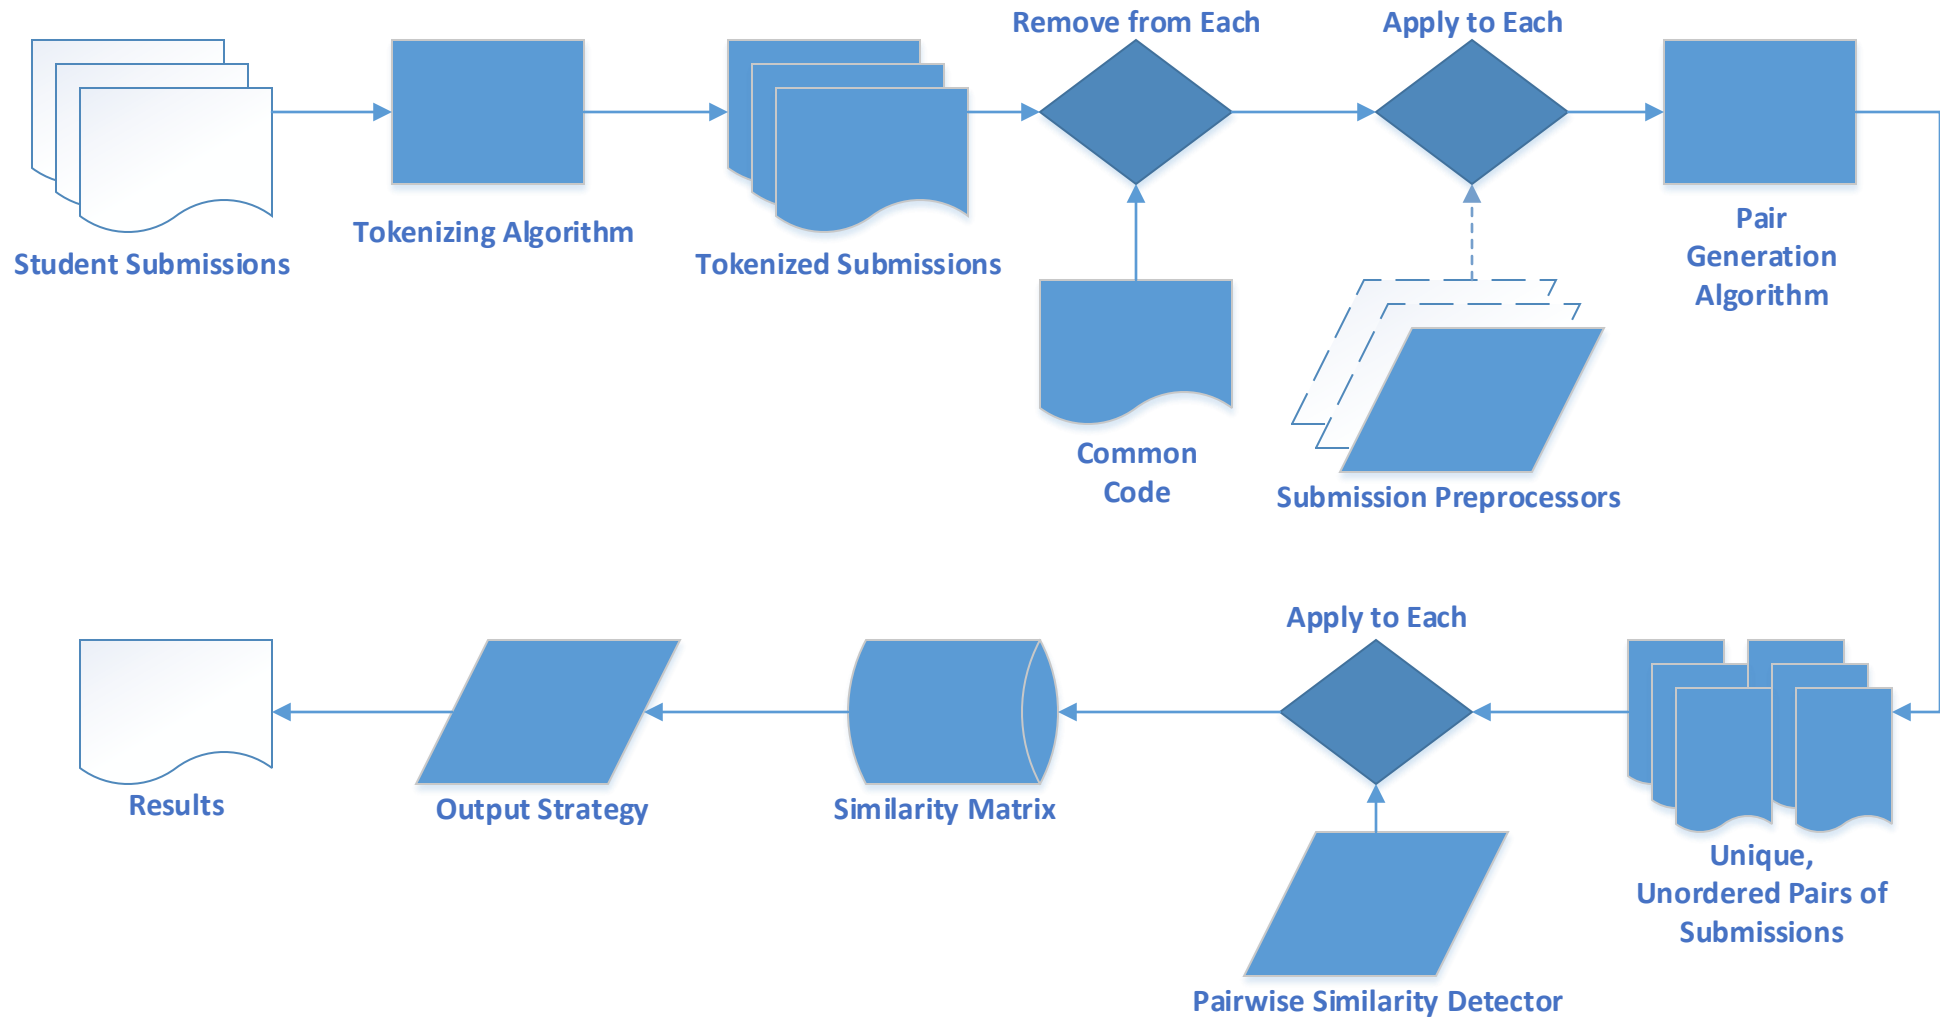 Remove from Each
Apply to Each
Student Submissions
Tokenizing Algorithm
Tokenized Submissions
Pair
Generation
Algorithm
Common
Code
Submission Preprocessors
Apply to Each
Results
Output Strategy
Similarity Matrix
Unique,
Unordered Pairs of
Submissions
Pairwise Similarity Detector